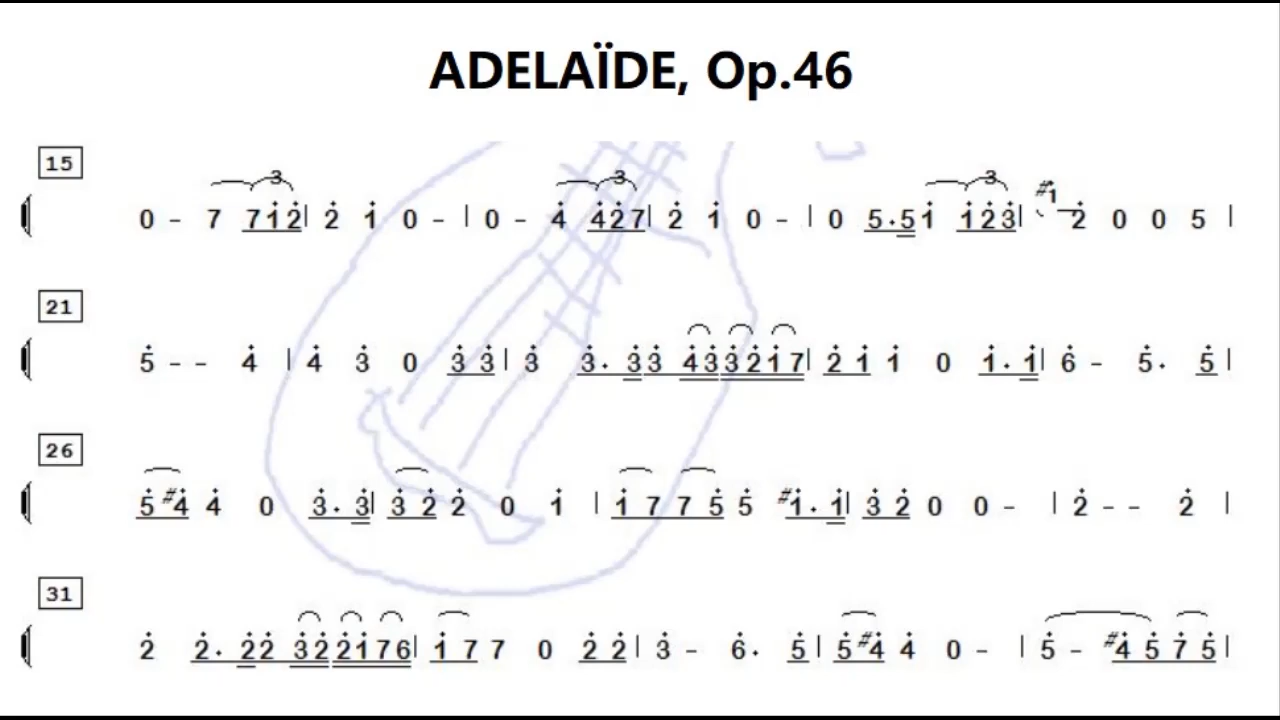 ADELAÏDE, Op.46
15
3 3 3 #1
0 - 7 7 1 2 | 2 1 0 - | 0 - 4 4 2 7 | 2 1 0 - | 0 5 . 5 1 1 2 3 | 2 0 0 5 |
21
5 - - 4 | 4 3 0 3 3 | 3 3 . 3 3 4 3 3 2 1 7 | 2 1 1 0 1 . 1 | 6 - 5 . 5 |
26
5 #4 4 0 3 . 3 | 3 2 2 0 1 | 1 7 7 5 5 #1 . 1 | 3 2 0 0 - | 2 - - 2 |
31
2 2 . 2 2 3 2 2 1 7 6 | 1 7 7 0 2 2 | 3 - 6 . 5 | 5 #4 4 0 - | 5 - #4 5 7 5 |